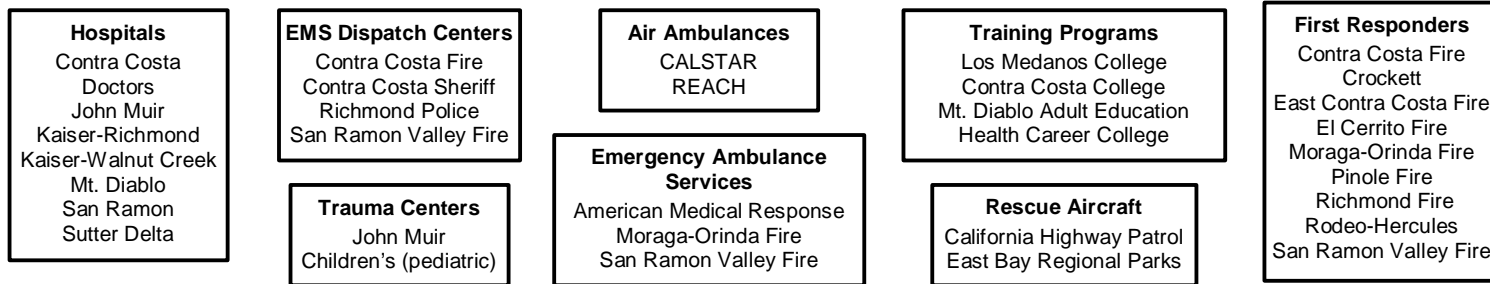 Hospitals
Contra Costa
Doctors
John Muir
Kaiser-Richmond
Kaiser-Walnut Creek
Mt. Diablo
San Ramon
Sutter Delta
EMS Dispatch Centers
Contra Costa Fire
Contra Costa Sheriff
Richmond Police
San Ramon Valley Fire
Trauma Centers
John Muir
Children’s (pediatric)
Air Ambulances
CALSTAR
REACH
Emergency Ambulance
Services
American Medical Response
Moraga-Orinda Fire
San Ramon Valley Fire
Training Programs
Los Medanos College
Contra Costa College
Mt. Diablo Adult Education
Health Career College
Rescue Aircraft
California Highway Patrol
East Bay Regional Parks
First Responders
Contra Costa Fire
Crockett
East Contra Costa Fire
El Cerrito Fire
Moraga-Orinda Fire
Pinole Fire
Richmond Fire
Rodeo-Hercules
San Ramon Valley Fire